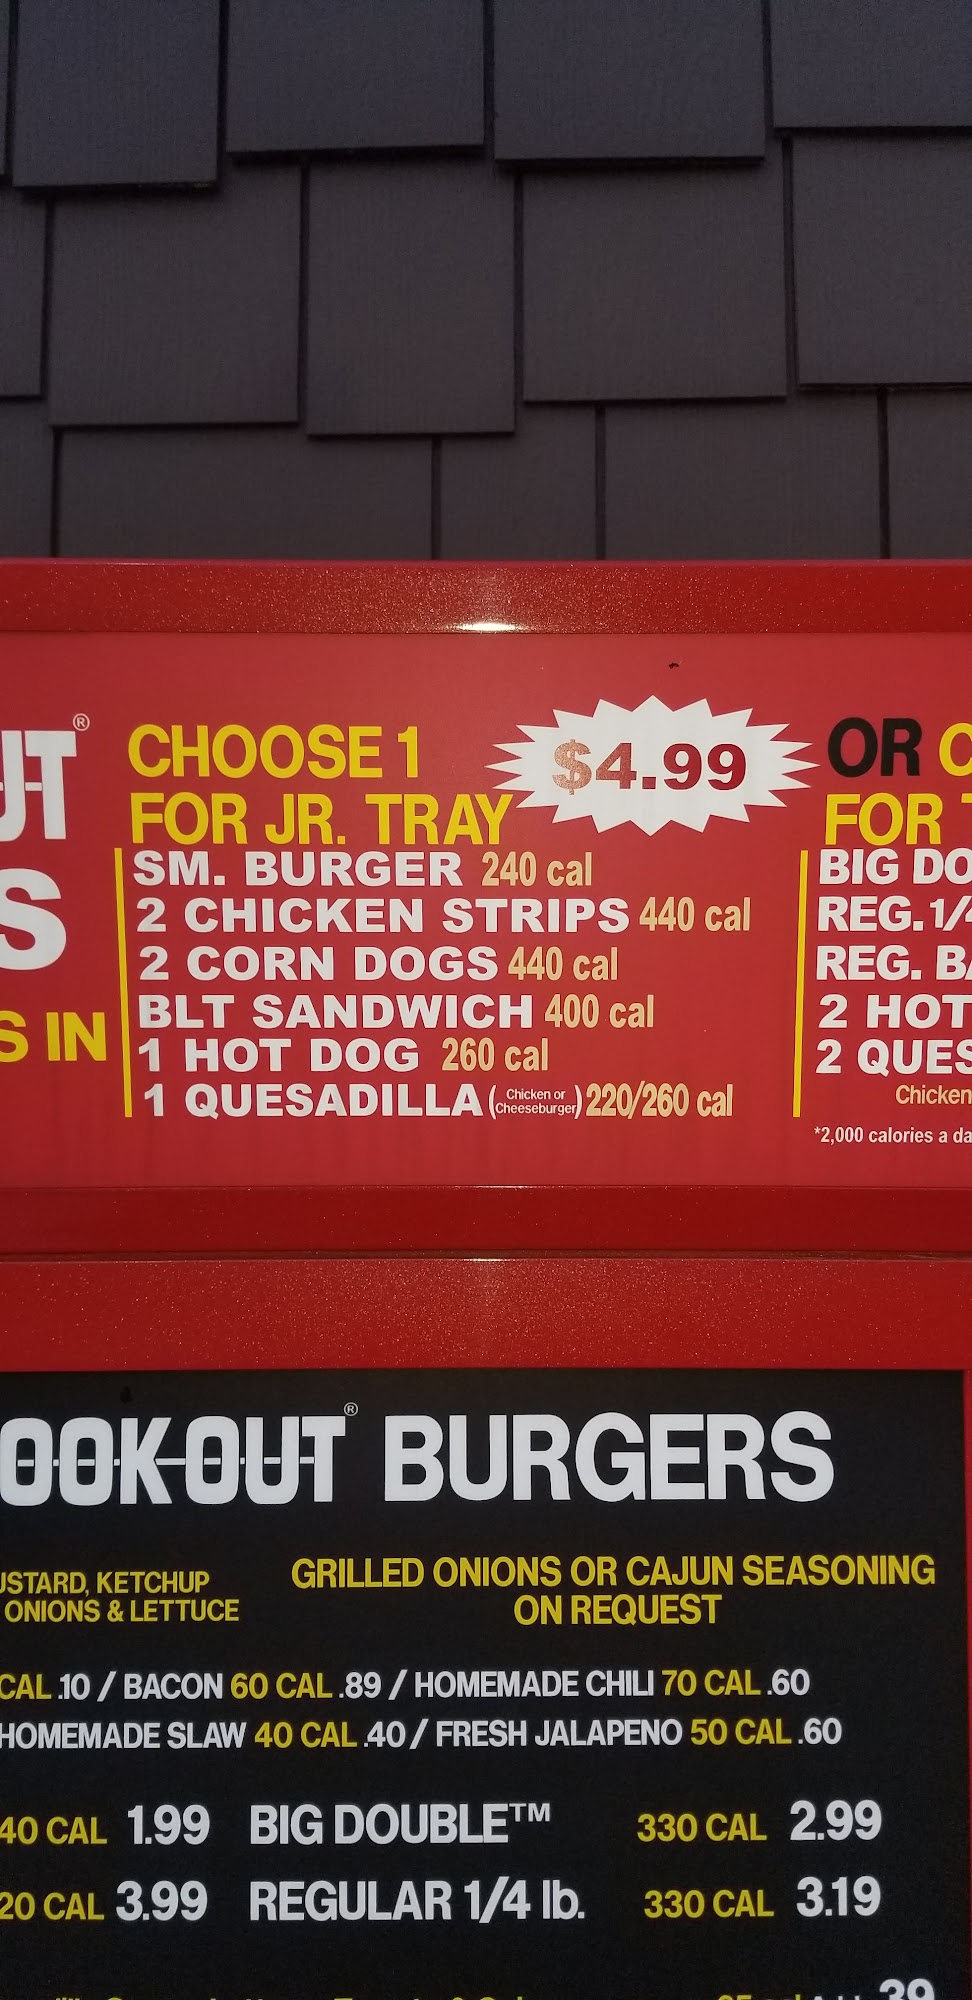 UT®
S
S IN
CHOOSE 1
FOR JR. TRAY
$4.99
SM. BURGER 240 cal
2 CHICKEN STRIPS 440 cal
2 CORN DOGS 440 cal
BLT SANDWICH 400 cal
1 HOT DOG 260 cal
1 QUESADILLA (Chicken or Cheeseburger) 220/260 cal
OR C
FOR
BIG DO
REG. 1/
REG. BA
2 HOT
2 QUES
Chicken
*2,000 calories a da
OOK-OUT® BURGERS
USTARD, KETCHUP
ONIONS & LETTUCE
GRILLED ONIONS OR CAJUN SEASONING
ON REQUEST
CAL .10 / BACON 60 CAL .89 / HOMEMADE CHILI 70 CAL .60
HOMEMADE SLAW 40 CAL .40 / FRESH JALAPENO 50 CAL .60
40 CAL 1.99 BIG DOUBLE™ 330 CAL 2.99
20 CAL 3.99 REGULAR 1/4 lb. 330 CAL 3.19
39